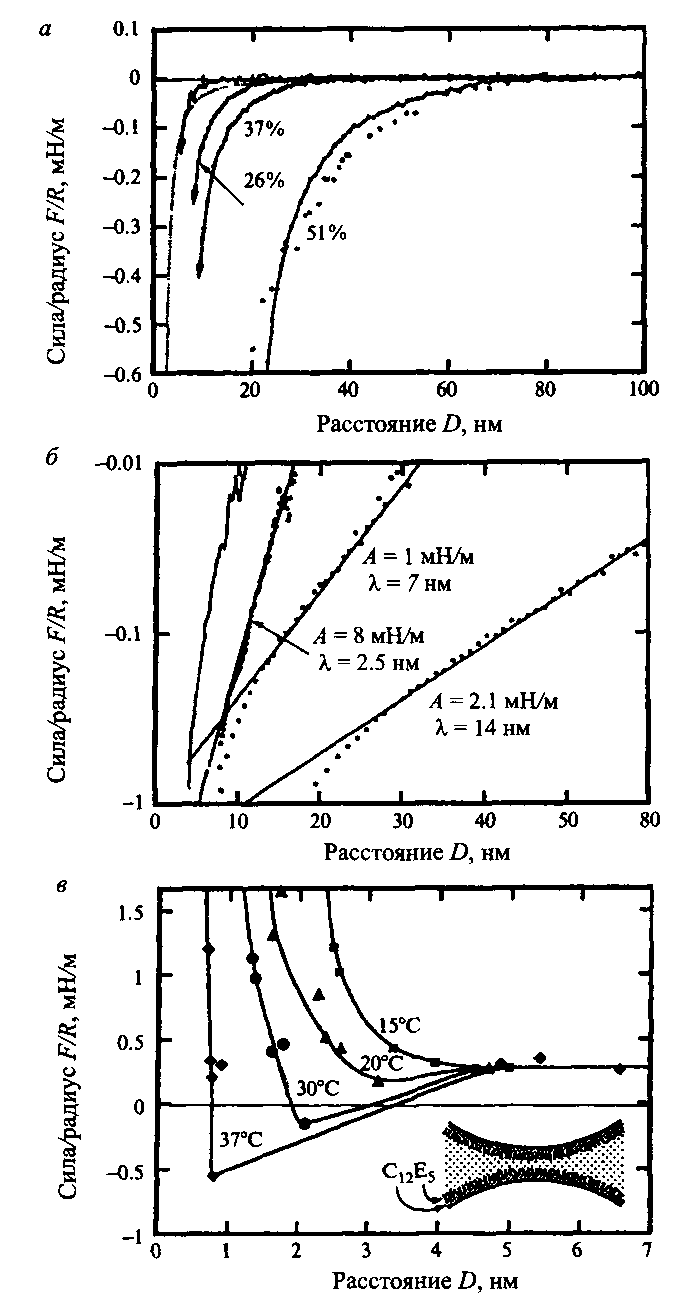 а
0.1
0
−0.1
−0.2
−0.3
−0.4
−0.5
−0.6
Сила/радиус F/R, мН/м
37%
26%
51%
0 20 40 60 80 100
Расстояние D, нм
б
−0.01
−0.1
−1
Сила/радиус F/R, мН/м
A = 1 мН/м
λ = 7 нм
A = 8 мН/м
λ = 2.5 нм
A = 2.1 мН/м
λ = 14 нм
0 10 20 30 40 50 60 80
Расстояние D, нм
в
1.5
1
0.5
0
−0.5
−1
Сила/радиус F/R, мН/м
15°C
20°C
30°C
37°C
C₁₂E₅
0 1 2 3 4 5 6 7
Расстояние D, нм